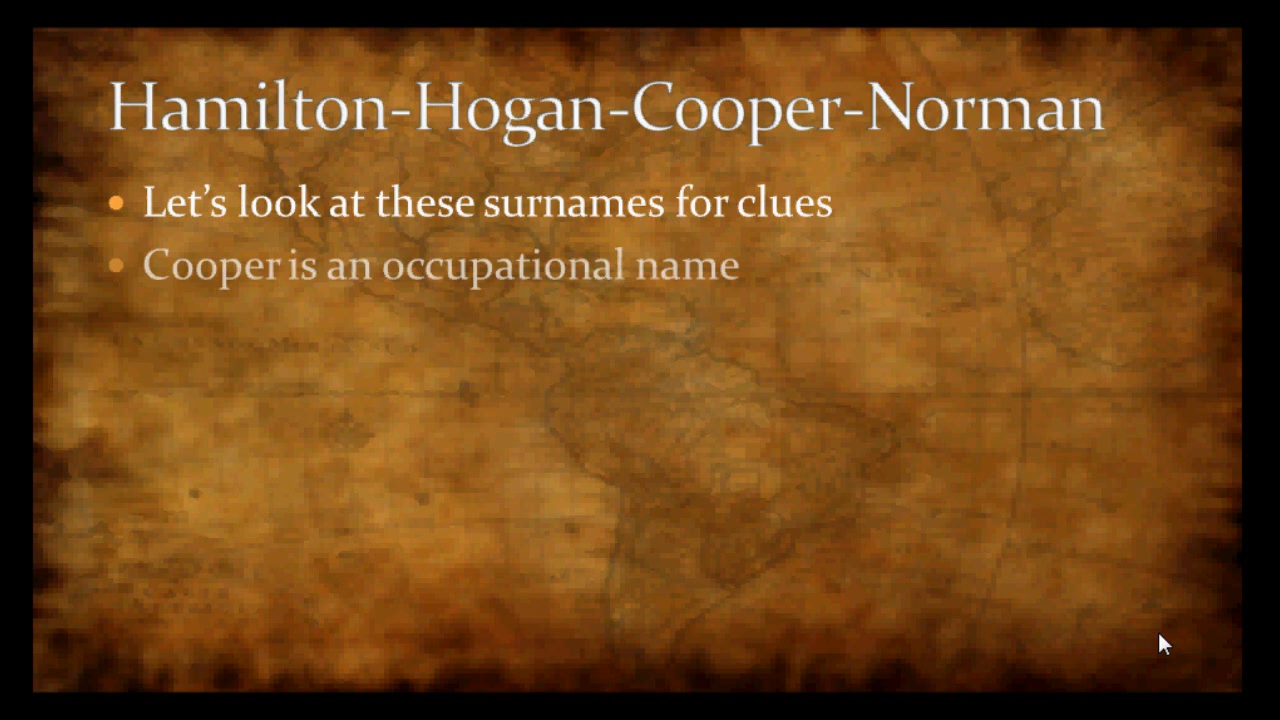 Hamilton-Hogan-Cooper-Norman
• Let’s look at these surnames for clues
• Cooper is an occupational name